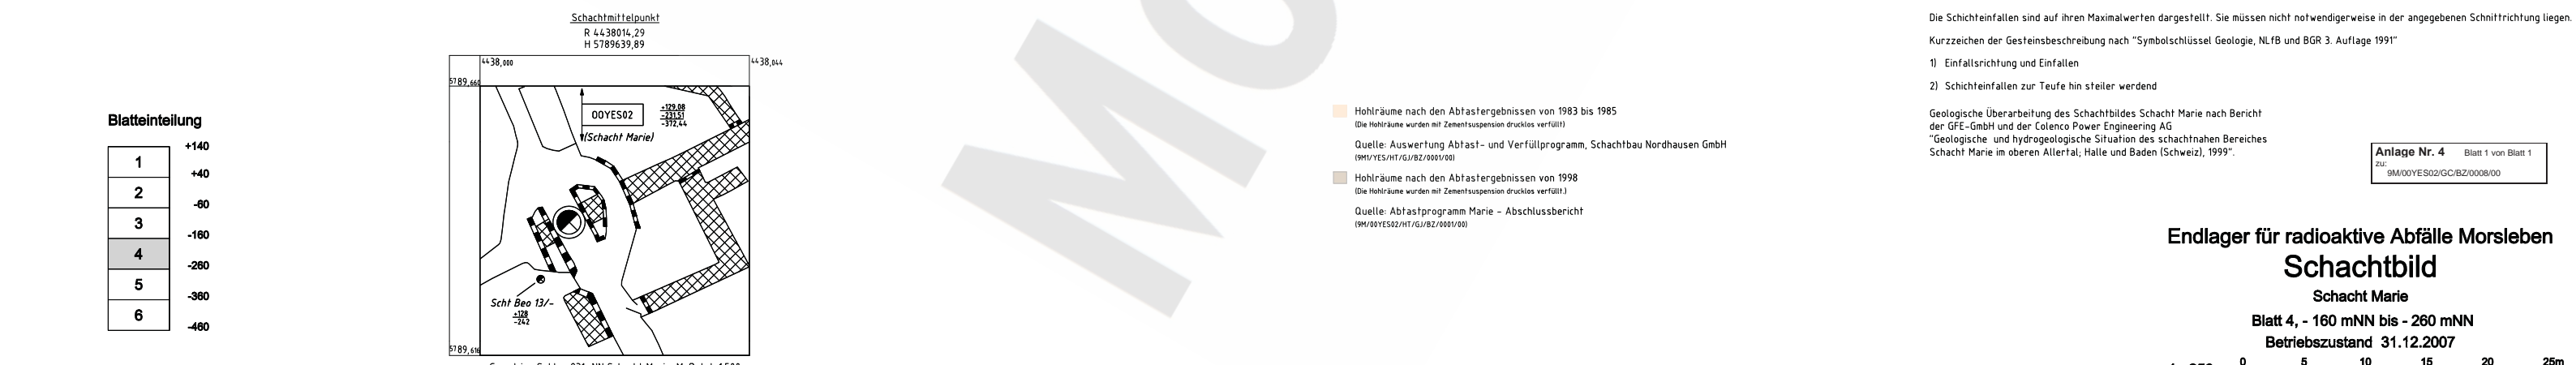 Blatteinteilung
1
2
3
4
5
6
+140
+40
-60
-160
-260
-360
-460
Schachtmittelpunkt
R 4438014,29
H 5789639,89
4438,000
4438,044
5789,660
00YES02
(Schacht Marie)
+129.08
-231.51
-372,44
Scht Beo 13/-
+128
-242
5789,616
Mo
Hohlräume nach den Abtastergebnissen von 1983 bis 1985
(Die Hohlräume wurden mit Zementsuspension drucklos verfüllt)
Quelle: Auswertung Abtast- und Verfüllprogramm, Schachtbau Nordhausen GmbH
(9M1/YES/HT/GJ/BZ/0001/00)
Hohlräume nach den Abtastergebnissen von 1998
(Die Hohlräume wurden mit Zementsuspension drucklos verfüllt.)
Quelle: Abtastprogramm Marie - Abschlussbericht
(9M/00YES02/HT/GJ/BZ/0001/00)
Die Schichteinfallen sind auf ihren Maximalwerten dargestellt. Sie müssen nicht notwendigerweise in der angegebenen Schnittrichtung liegen.
Kurzzeichen der Gesteinsbeschreibung nach "Symbolschlüssel Geologie, NLfB und BGR 3. Auflage 1991"
1) Einfallsrichtung und Einfallen
2) Schichteinfallen zur Teufe hin steiler werdend
Geologische Überarbeitung des Schachtbildes Schacht Marie nach Bericht
der GFE-GmbH und der Colenco Power Engineering AG
"Geologische und hydrogeologische Situation des schachtnahen Bereiches
Schacht Marie im oberen Allertal; Halle und Baden (Schweiz), 1999".
Anlage Nr. 4 Blatt 1 von Blatt 1
zu:
9M/00YES02/GC/BZ/0008/00
Endlager für radioaktive Abfälle Morsleben
Schachtbild
Schacht Marie
Blatt 4, - 160 mNN bis - 260 mNN
Betriebszustand 31.12.2007
0 5 10 15 20 25m